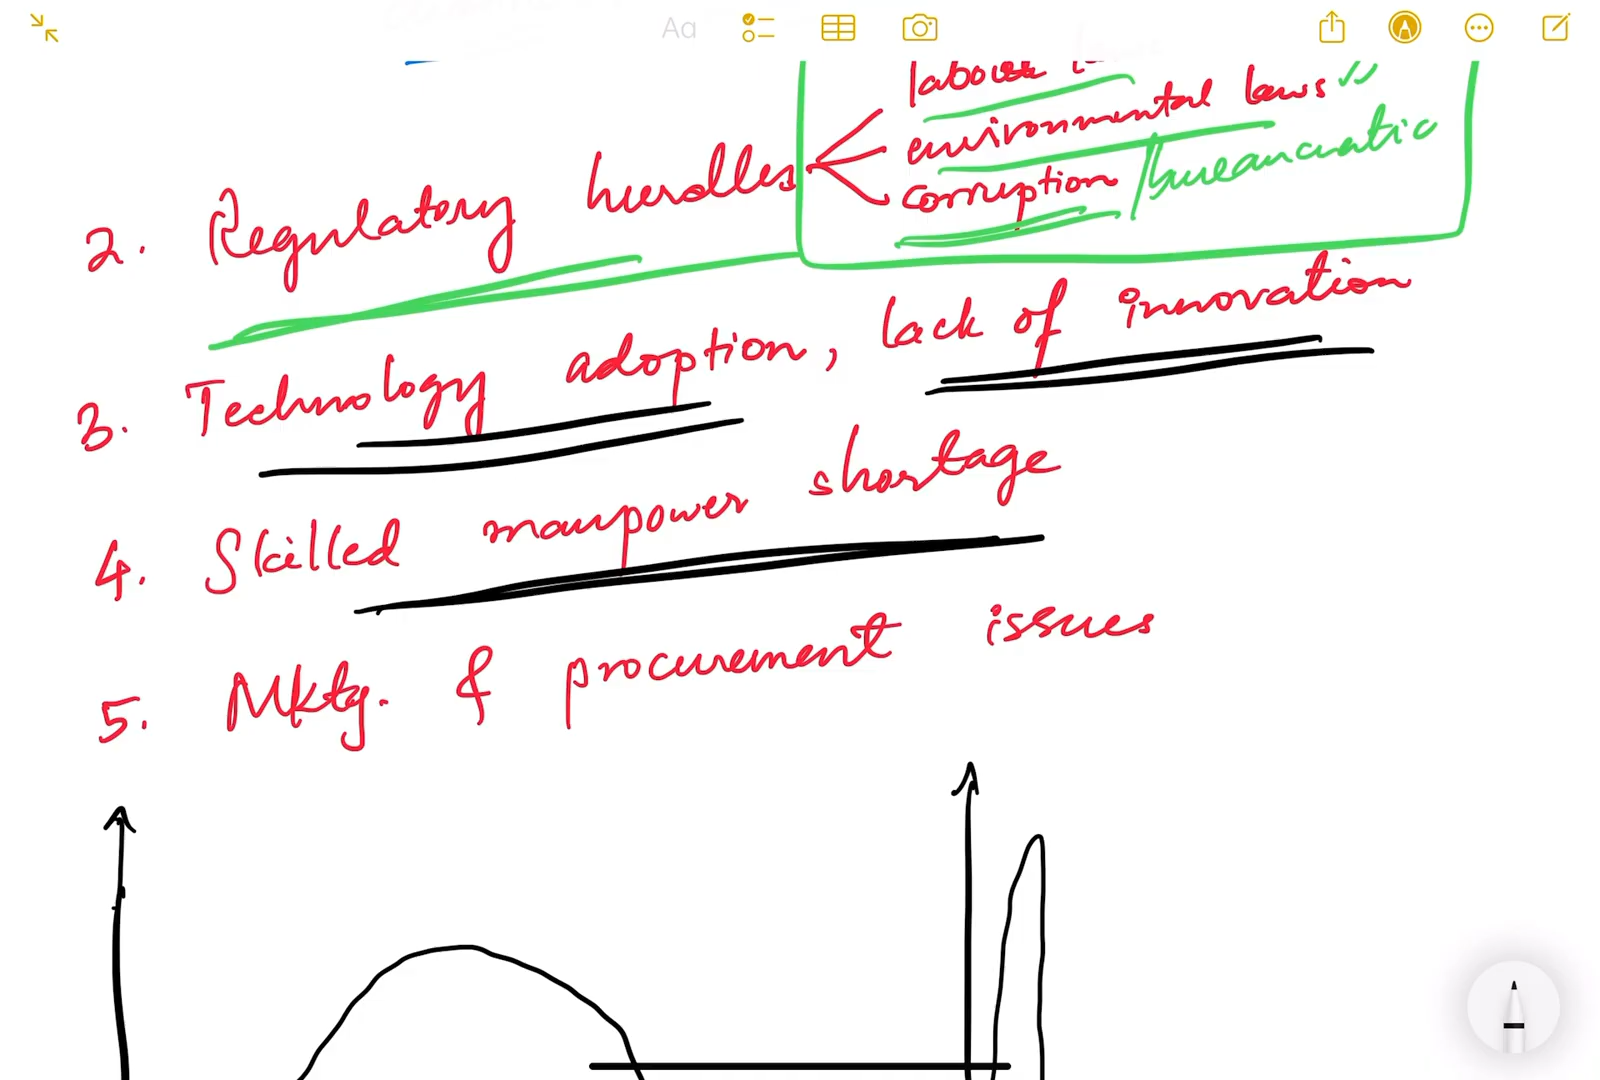 Aa
labour
environmental laws
corruption / bureaucratic
2. Regulatory hurdles
3. Technology adoption, lack of innovation
4. Skilled manpower shortage
5. Mktg. & procurement issues